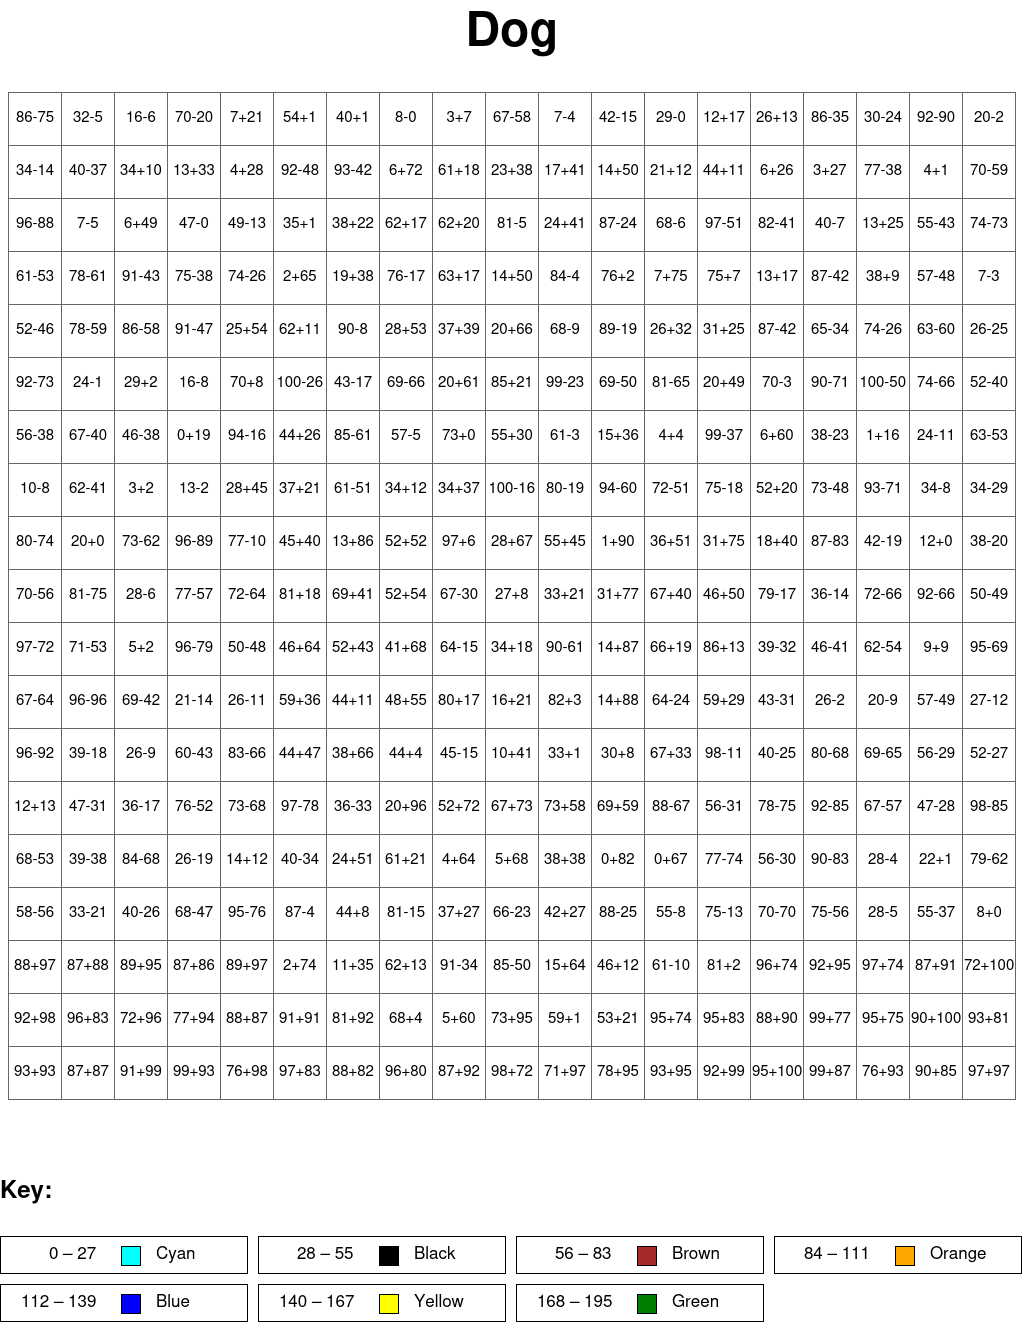 Dog
86-75 32-5 16-6 70-20 7+21 54+1 40+1 8-0 3+7 67-58 7-4 42-15 29-0 12+17 26+13 86-35 30-24 92-90 20-2
34-14 40-37 34+10 13+33 4+28 92-48 93-42 6+72 61+18 23+38 17+41 14+50 21+12 44+11 6+26 3+27 77-38 4+1 70-59
96-88 7-5 6+49 47-0 49-13 35+1 38+22 62+17 62+20 81-5 24+41 87-24 68-6 97-51 82-41 40-7 13+25 55-43 74-73
61-53 78-61 91-43 75-38 74-26 2+65 19+38 76-17 63+17 14+50 84-4 76+2 7+75 75+7 13+17 87-42 38+9 57-48 7-3
52-46 78-59 86-58 91-47 25+54 62+11 90-8 28+53 37+39 20+66 68-9 89-19 26+32 31+25 87-42 65-34 74-26 63-60 26-25
92-73 24-1 29+2 16-8 70+8 100-26 43-17 69-66 20+61 85+21 99-23 69-50 81-65 20+49 70-3 90-71 100-50 74-66 52-40
56-38 67-40 46-38 0+19 94-16 44+26 85-61 57-5 73+0 55+30 61-3 15+36 4+4 99-37 6+60 38-23 1+16 24-11 63-53
10-8 62-41 3+2 13-2 28+45 37+21 61-51 34+12 34+37 100-16 80-19 94-60 72-51 75-18 52+20 73-48 93-71 34-8 34-29
80-74 20+0 73-62 96-89 77-10 45+40 13+86 52+52 97+6 28+67 55+45 1+90 36+51 31+75 18+40 87-83 42-19 12+0 38-20
70-56 81-75 28-6 77-57 72-64 81+18 69+41 52+54 67-30 27+8 33+21 31+77 67+40 46+50 79-17 36-14 72-66 92-66 50-49
97-72 71-53 5+2 96-79 50-48 46+64 52+43 41+68 64-15 34+18 90-61 14+87 66+19 86+13 39-32 46-41 62-54 9+9 95-69
67-64 96-96 69-42 21-14 26-11 59+36 44+11 48+55 80+17 16+21 82+3 14+88 64-24 59+29 43-31 26-2 20-9 57-49 27-12
96-92 39-18 26-9 60-43 83-66 44+47 38+66 44+4 45-15 10+41 33+1 30+8 67+33 98-11 40-25 80-68 69-65 56-29 52-27
12+13 47-31 36-17 76-52 73-68 97-78 36-33 20+96 52+72 67+73 73+58 69+59 88-67 56-31 78-75 92-85 67-57 47-28 98-85
68-53 39-38 84-68 26-19 14+12 40-34 24+51 61+21 4+64 5+68 38+38 0+82 0+67 77-74 56-30 90-83 28-4 22+1 79-62
58-56 33-21 40-26 68-47 95-76 87-4 44+8 81-15 37+27 66-23 42+27 88-25 55-8 75-13 70-70 75-56 28-5 55-37 8+0
88+97 87+88 89+95 87+86 89+97 2+74 11+35 62+13 91-34 85-50 15+64 46+12 61-10 81+2 96+74 92+95 97+74 87+91 72+100
92+98 96+83 72+96 77+94 88+87 91+91 81+92 68+4 5+60 73+95 59+1 53+21 95+74 95+83 88+90 99+77 95+75 90+100 93+81
93+93 87+87 91+99 99+93 76+98 97+83 88+82 96+80 87+92 98+72 71+97 78+95 93+95 92+99 95+100 99+87 76+93 90+85 97+97
Key:
0 – 27 Cyan 28 – 55 Black 56 – 83 Brown 84 – 111 Orange
112 – 139 Blue 140 – 167 Yellow 168 – 195 Green